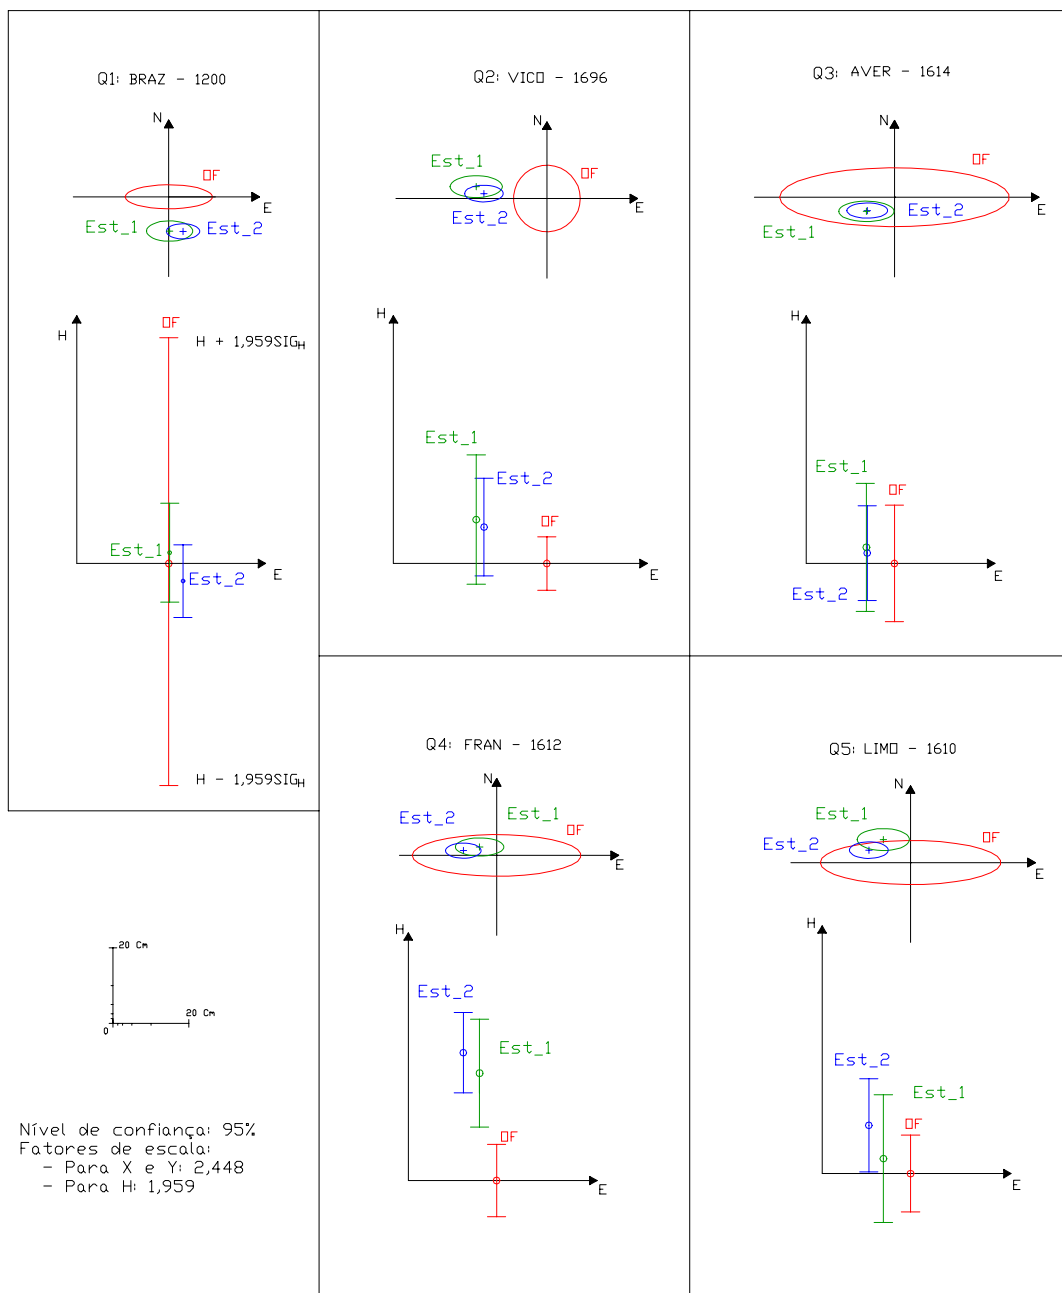 Q1: BRAZ - 1200
N
OF
E
Est_1
Est_2
H
OF
H + 1,959SIGH
Est_1
E
Est_2
H - 1,959SIGH
Q2: VICO - 1696
N
Est_1
OF
Est_2
E
H
Est_1
Est_2
OF
E
Q3: AVER - 1614
N
OF
Est_2
E
Est_1
H
Est_1
OF
E
Est_2
Q4: FRAN - 1612
N
Est_1
Est_2
OF
E
H
Est_2
Est_1
OF
E
Q5: LIMO - 1610
N
Est_1
OF
Est_2
E
H
Est_2
Est_1
OF
E
20 Cm
20 Cm
0
Nível de confiança: 95%
Fatores de escala:
- Para X e Y: 2,448
- Para H: 1,959